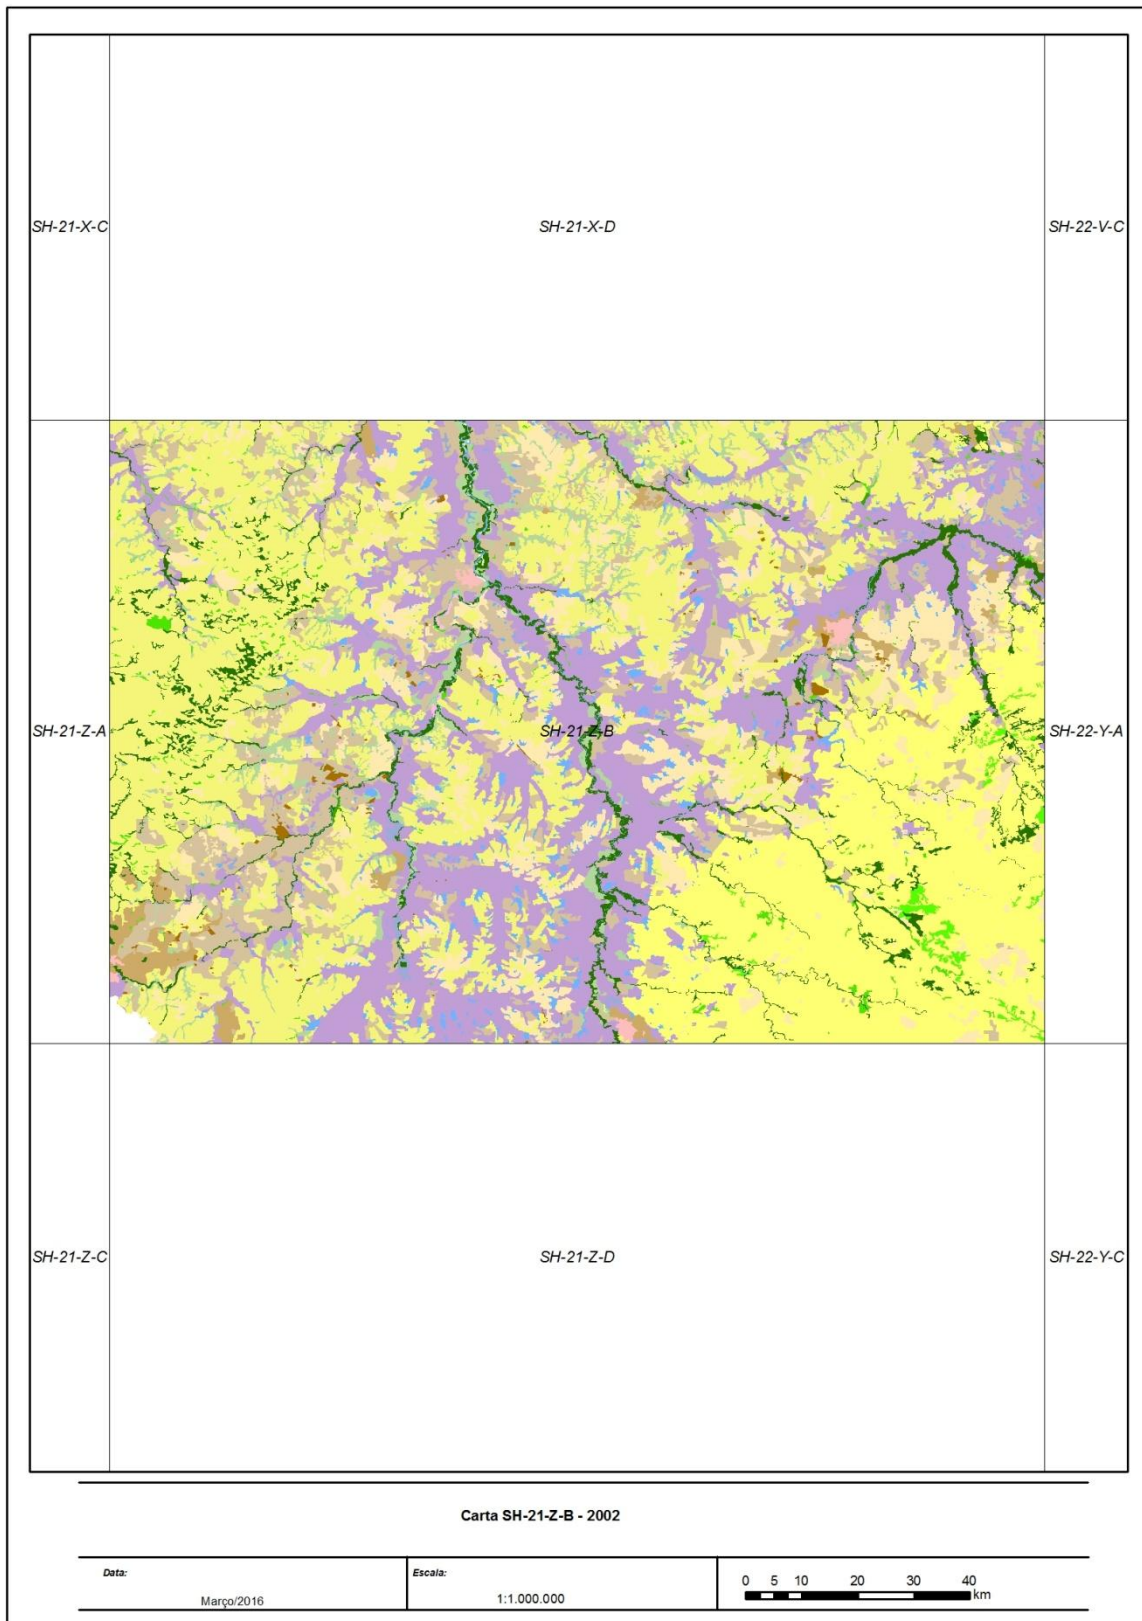 SH-21-X-C SH-21-X-D SH-22-V-C
SH-21-Z-A SH-21-Z-B SH-22-Y-A
SH-21-Z-C SH-21-Z-D SH-22-Y-C
Carta SH-21-Z-B - 2002
Data: Escala: 0 5 10 20 30 40
km
Março/2016 1:1.000.000